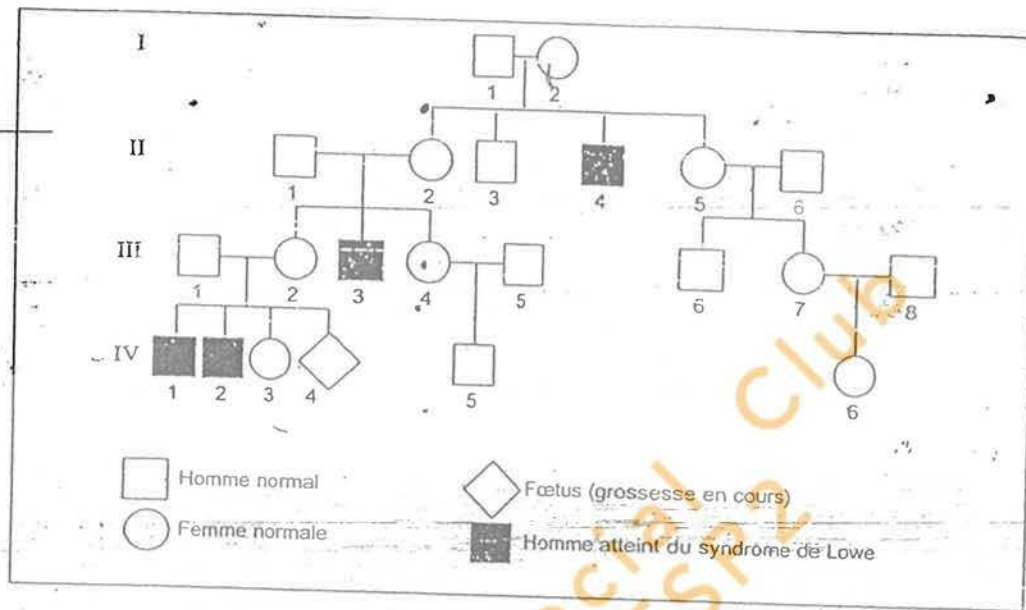 I
1 2
II
1 2 3 4 5 6
III
1 2 3 4 5 6 7 8
IV
1 2 3 4 5 6
Homme normal
Fœtus (grossesse en cours)
Femme normale
Homme atteint du syndrome de Lowe
Club